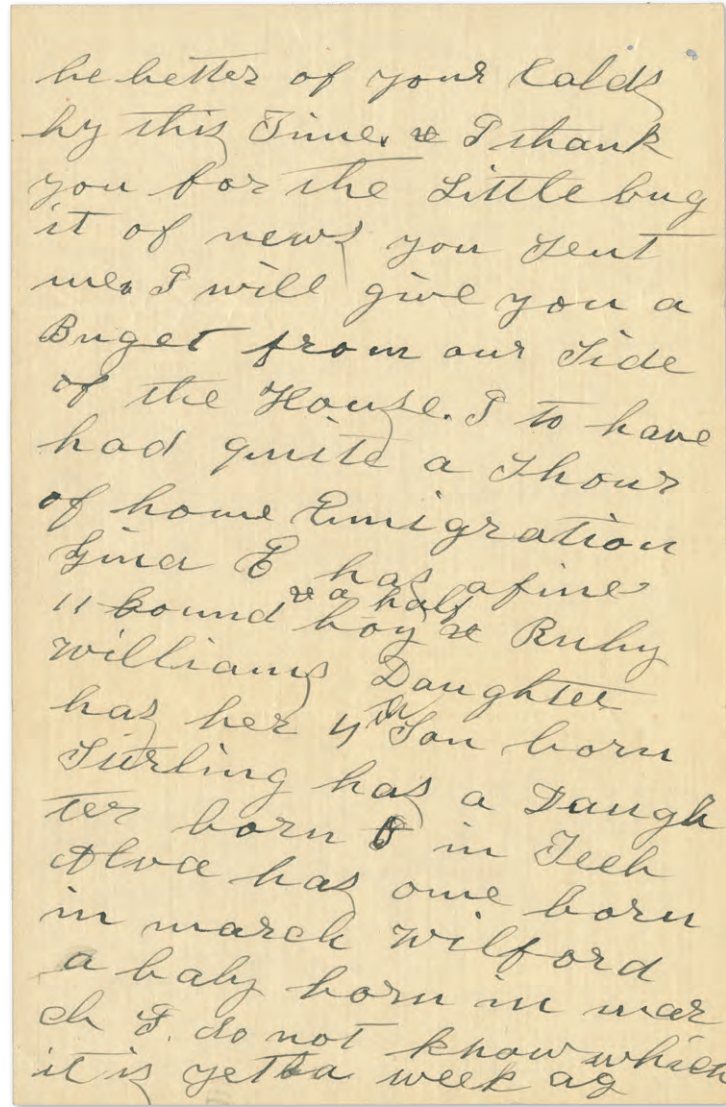 be better of your Colds
by this Time. & I thank
you for the Little bug
it of news you sent
me. I will give you a
Buget from our Side
of the House. I to have
had quite a Shour
of home Emigration
E has a fine
11 bound & a half boy & Ruby
Williams Daughter
has her 4th Son born
Stirling has a Daugh
ter born in Feeb
Alva has one born
in march Wilford
a baby born in mar
ch I. do not know which
it is yet a week ag